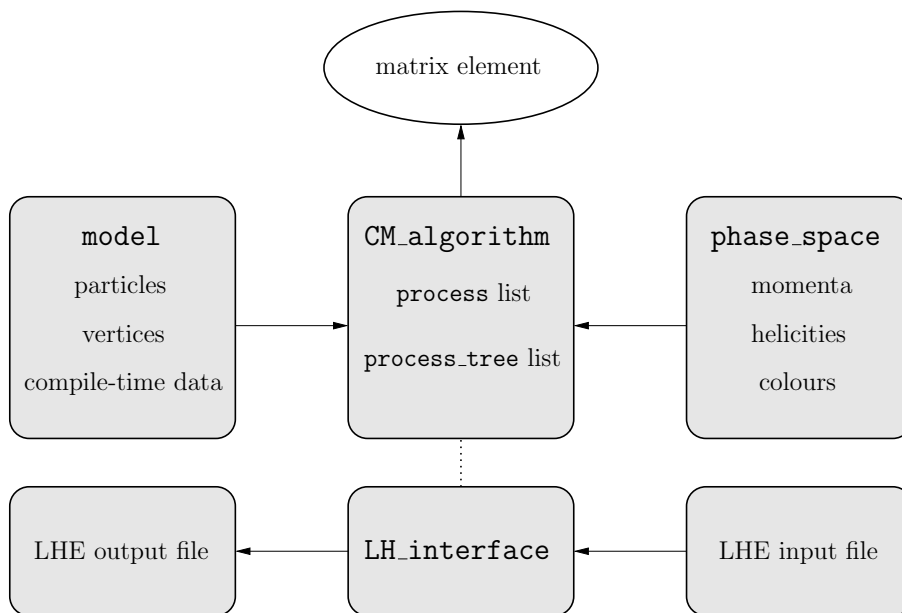 matrix element
model
particles
vertices
compile-time data
CM_algorithm
process list
process_tree list
phase_space
momenta
helicities
colours
LHE output file
LH_interface
LHE input file